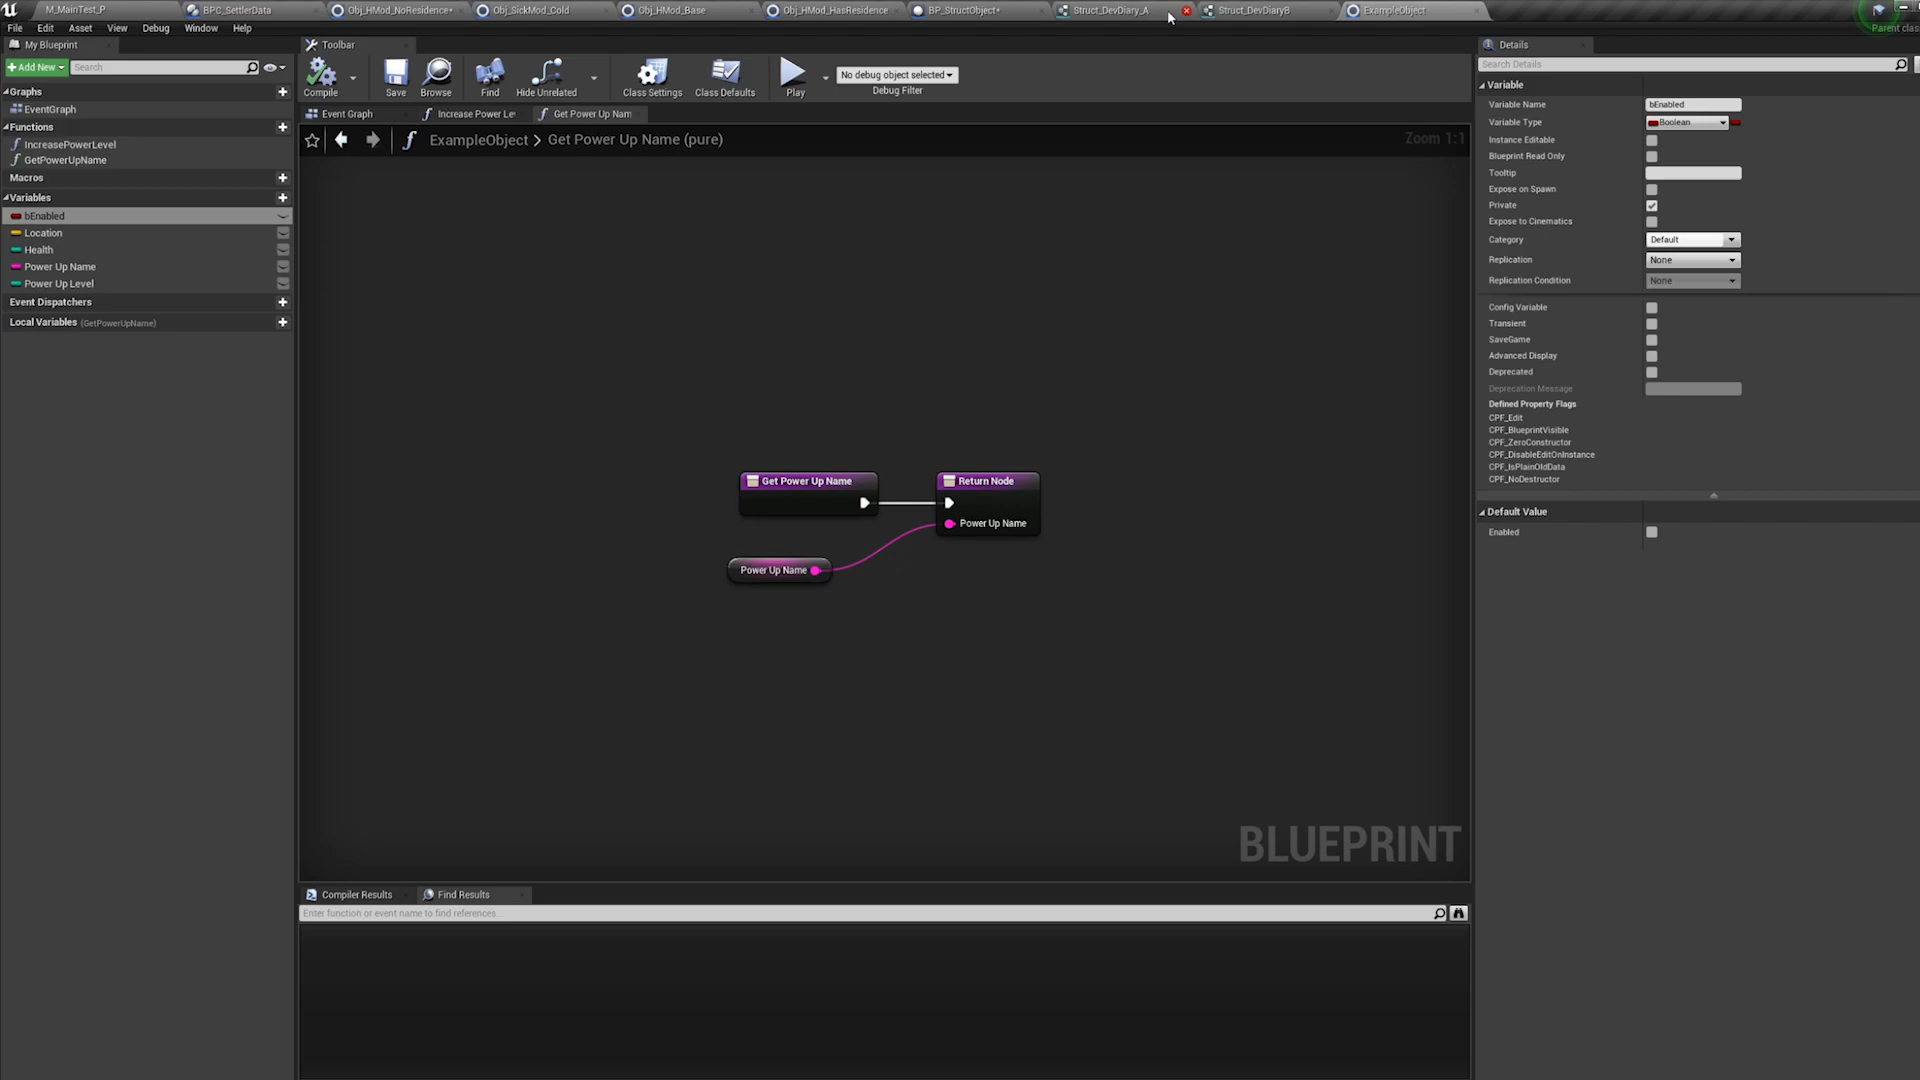 M_MainTest_P
BPC_SettlerData
Obj_HMod_NoResidence*
Obj_SickMod_Cold
Obj_HMod_Base
Obj_HMod_HasResidence
BP_StructObject*
Struct_DevDiary_A
Struct_DevDiaryB
ExampleObject
File Edit Asset View Debug Window Help
Parent clas
My Blueprint
Toolbar
Details
+Add New
Search
Search Details
Compile
Save
Browse
Find
Hide Unrelated
Class Settings
Class Defaults
Play
No debug object selected
Debug Filter
Graphs
EventGraph
Functions
IncreasePowerLevel
GetPowerUpName
Macros
Variables
bEnabled
Location
Health
Power Up Name
Power Up Level
Event Dispatchers
Local Variables (GetPowerUpName)
Event Graph
Increase Power Le
Get Power Up Nam
ExampleObject > Get Power Up Name (pure)
Zoom 1:1
Get Power Up Name
Return Node
Power Up Name
Power Up Name
BLUEPRINT
Compiler Results
Find Results
Enter function or event name to find references...
Variable
Variable Name bEnabled
Variable Type Boolean
Instance Editable
Blueprint Read Only
Tooltip
Expose on Spawn
Private
Expose to Cinematics
Category Default
Replication None
Replication Condition None
Config Variable
Transient
SaveGame
Advanced Display
Deprecated
Deprecation Message
Defined Property Flags
CPF_Edit
CPF_BlueprintVisible
CPF_ZeroConstructor
CPF_DisableEditOnInstance
CPF_IsPlainOldData
CPF_NoDestructor
Default Value
Enabled